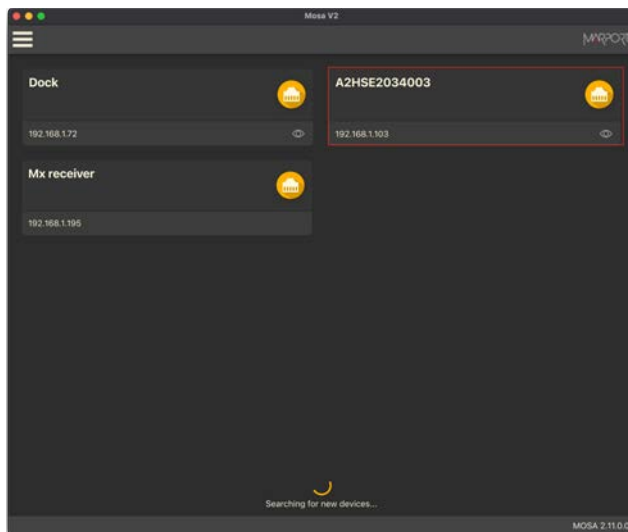 Mosa V2
MARPORT
Dock
192.168.1.72
A2HSE2034003
192.168.1.103
Mx receiver
192.168.1.195
Searching for new devices...
MOSA 2.11.0.0